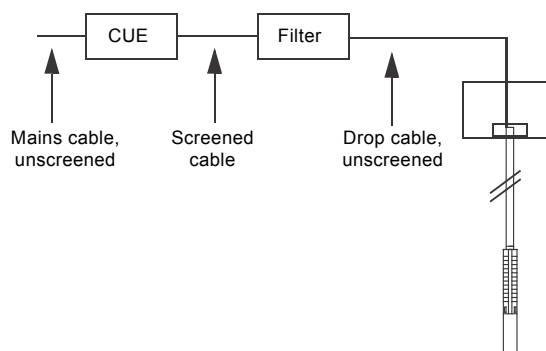 CUE
Filter
Mains cable,
unscreened
Screened
cable
Drop cable,
unscreened